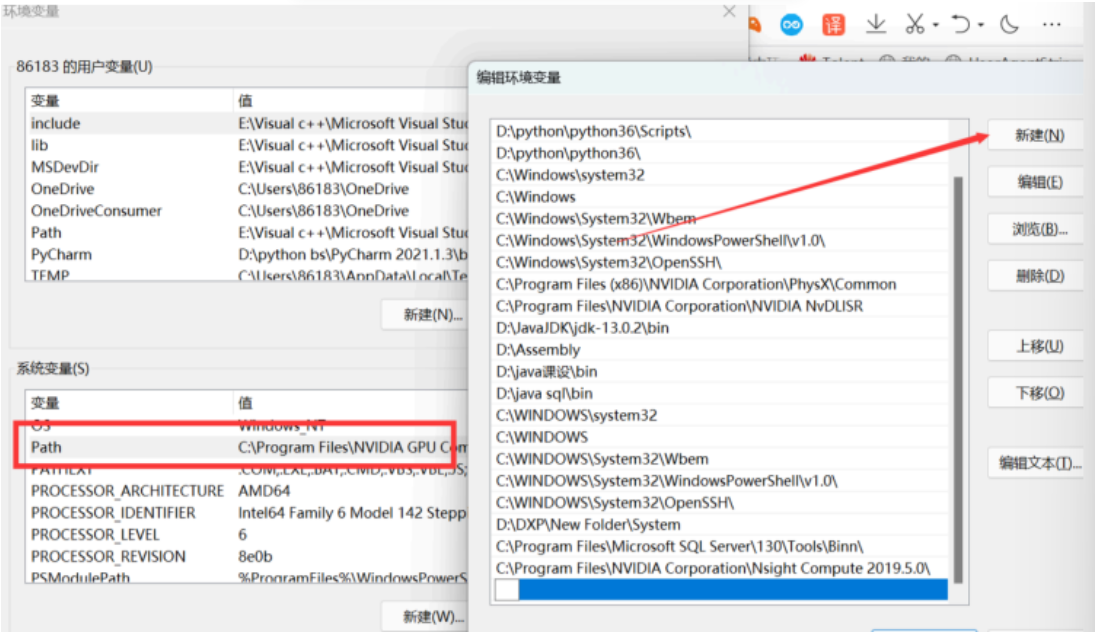 环境变量
86183 的用户变量(U)
变量 值
include E:\Visual c++\Microsoft Visual Stu
lib E:\Visual c++\Microsoft Visual Stu
MSDevDir E:\Visual c++\Microsoft Visual Stu
OneDrive C:\Users\86183\OneDrive
OneDriveConsumer C:\Users\86183\OneDrive
Path E:\Visual c++\Microsoft Visual Stu
PyCharm D:\python bs\PyCharm 2021.1.3\b
TEMP C:\Users\86183\AppData\Local\Te
新建(N)...
系统变量(S)
变量 值
OS Windows_NT
Path C:\Program Files\NVIDIA GPU Com
PATHEXT .COM;.EXE;.BAT;.CMD;.VBS;.VBE;.JS;
PROCESSOR_ARCHITECTURE AMD64
PROCESSOR_IDENTIFIER Intel64 Family 6 Model 142 Stepp
PROCESSOR_LEVEL 6
PROCESSOR_REVISION 8e0b
PSModulePath %ProgramFiles%\WindowsPowerS
新建(W)...
译
编辑环境变量
D:\python\python36\Scripts\
D:\python\python36\
C:\Windows\system32
C:\Windows
C:\Windows\System32\Wbem
C:\Windows\System32\WindowsPowerShell\v1.0\
C:\Windows\System32\OpenSSH\
C:\Program Files (x86)\NVIDIA Corporation\PhysX\Common
C:\Program Files\NVIDIA Corporation\NVIDIA NvDLISR
D:\JavaJDK\jdk-13.0.2\bin
D:\Assembly
D:\java课设\bin
D:\java sql\bin
C:\WINDOWS\system32
C:\WINDOWS
C:\WINDOWS\System32\Wbem
C:\WINDOWS\System32\WindowsPowerShell\v1.0\
C:\WINDOWS\System32\OpenSSH\
D:\DXP\New Folder\System
C:\Program Files\Microsoft SQL Server\130\Tools\Binn\
C:\Program Files\NVIDIA Corporation\Nsight Compute 2019.5.0\
新建(N)
编辑(E)
浏览(B)...
删除(D)
上移(U)
下移(O)
编辑文本(T)...